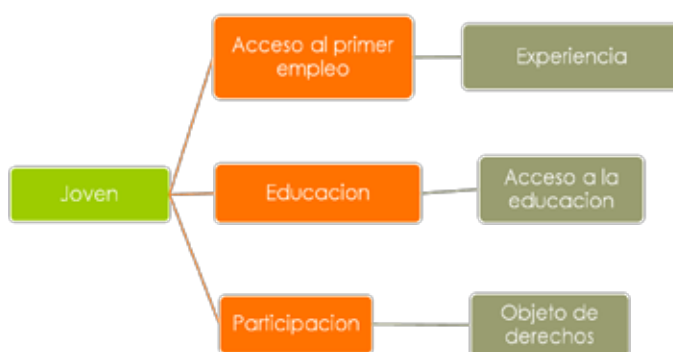 Acceso al primer
empleo
Experiencia
Joven
Educacion
Acceso a la
educacion
Participacion
Objeto de
derechos